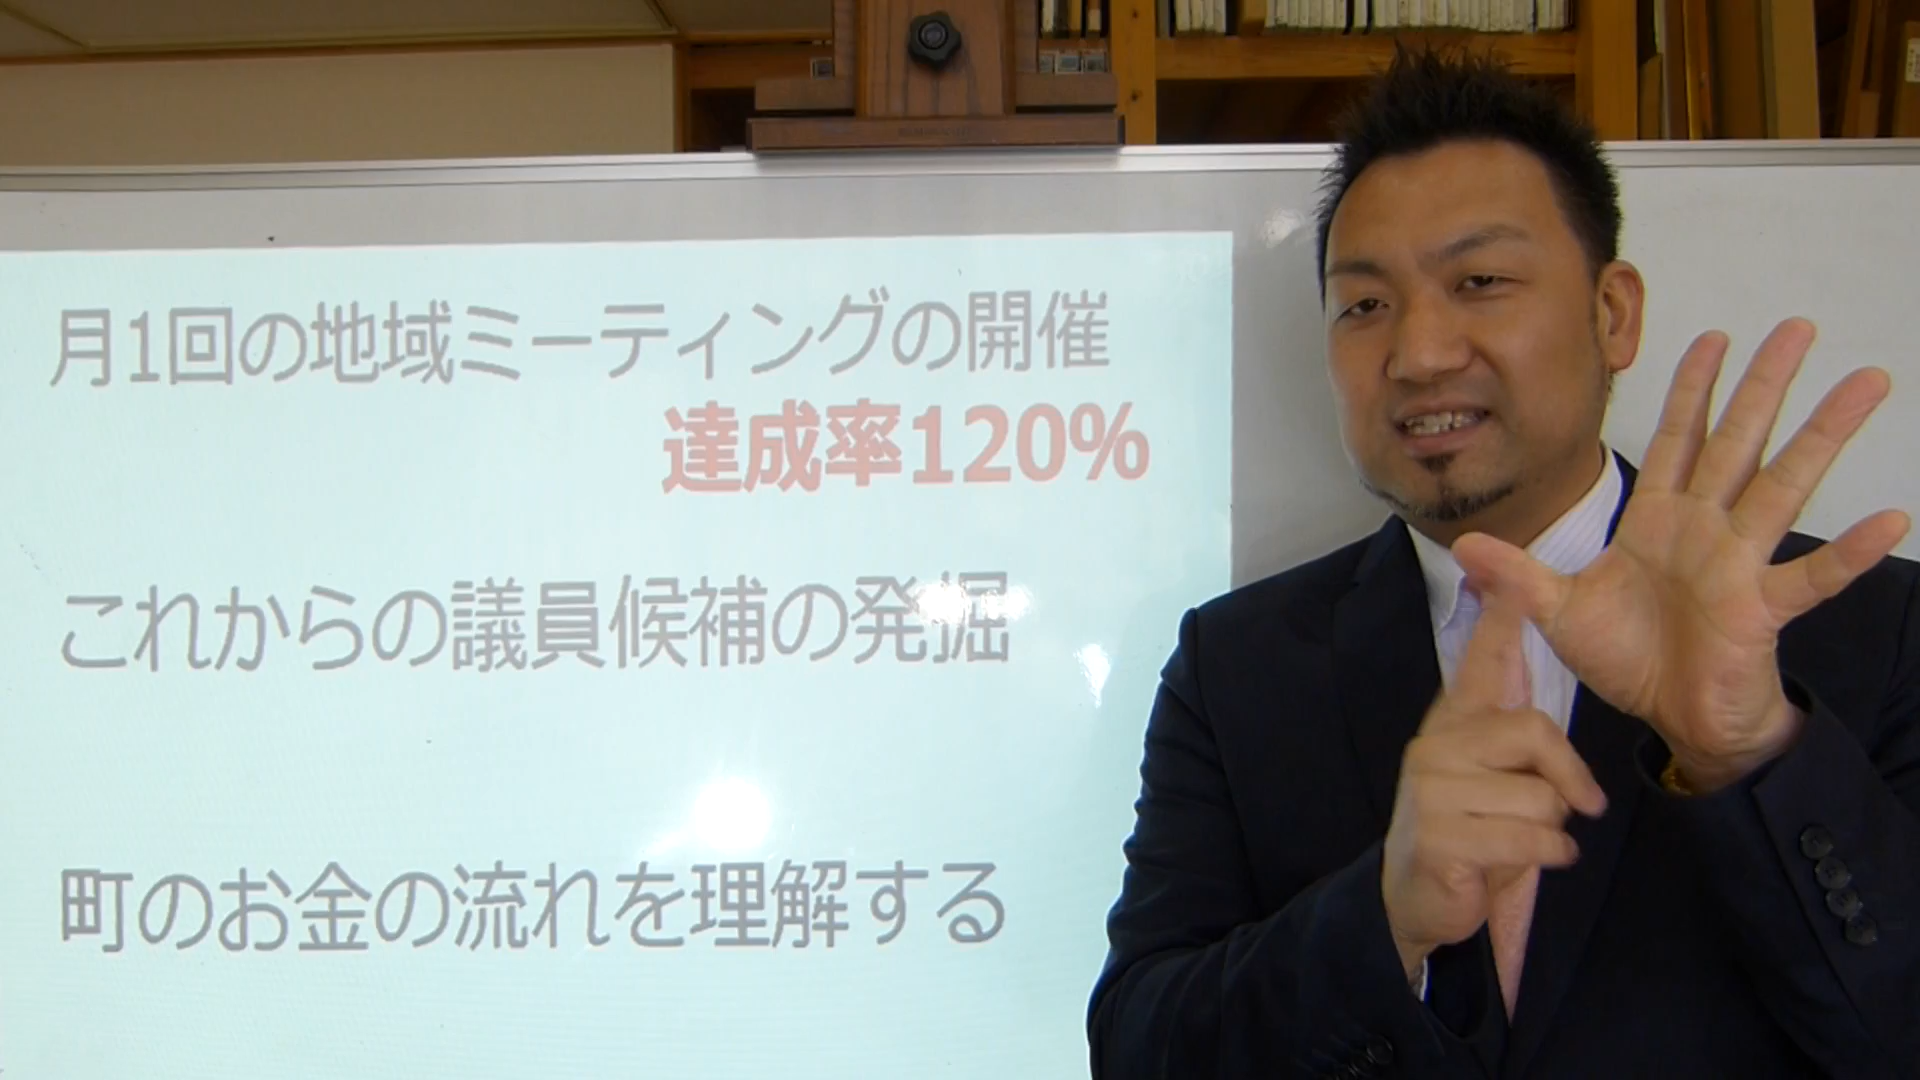 月1回の地域ミーティングの開催
達成率120%
これからの議員候補の発掘
町のお金の流れを理解する